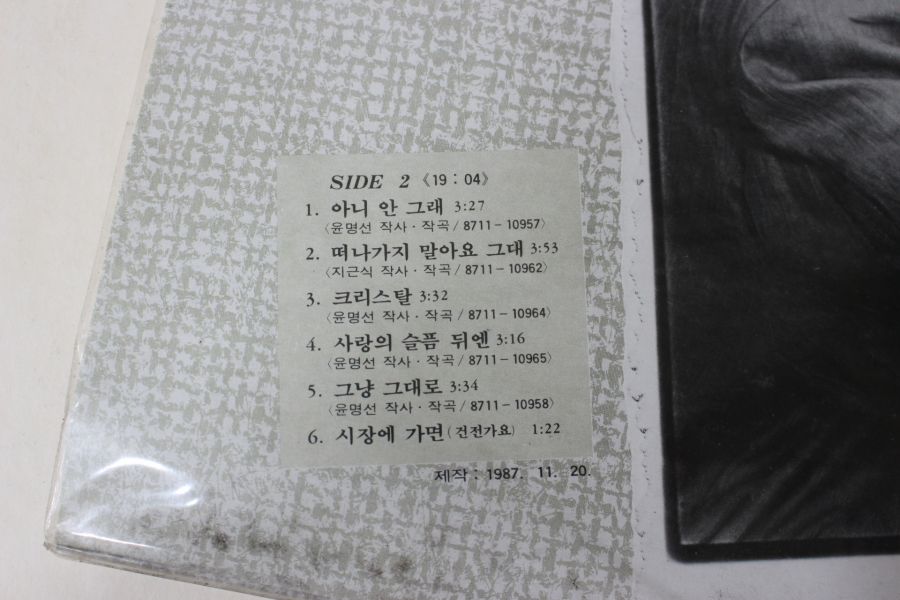 SIDE 2 《19 : 04》
1. 아니 안 그래 3:27
〈윤명선 작사 · 작곡 / 8711-10957〉
2. 떠나가지 말아요 그대 3:53
〈지근식 작사 · 작곡 / 8711-10962〉
3. 크리스탈 3:32
〈윤명선 작사 · 작곡 / 8711-10964〉
4. 사랑의 슬픔 뒤엔 3:16
〈윤명선 작사 · 작곡 / 8711-10965〉
5. 그냥 그대로 3:34
〈윤명선 작사 · 작곡 / 8711-10958〉
6. 시장에 가면 (건전가요) 1:22
제작 : 1987. 11. 20.